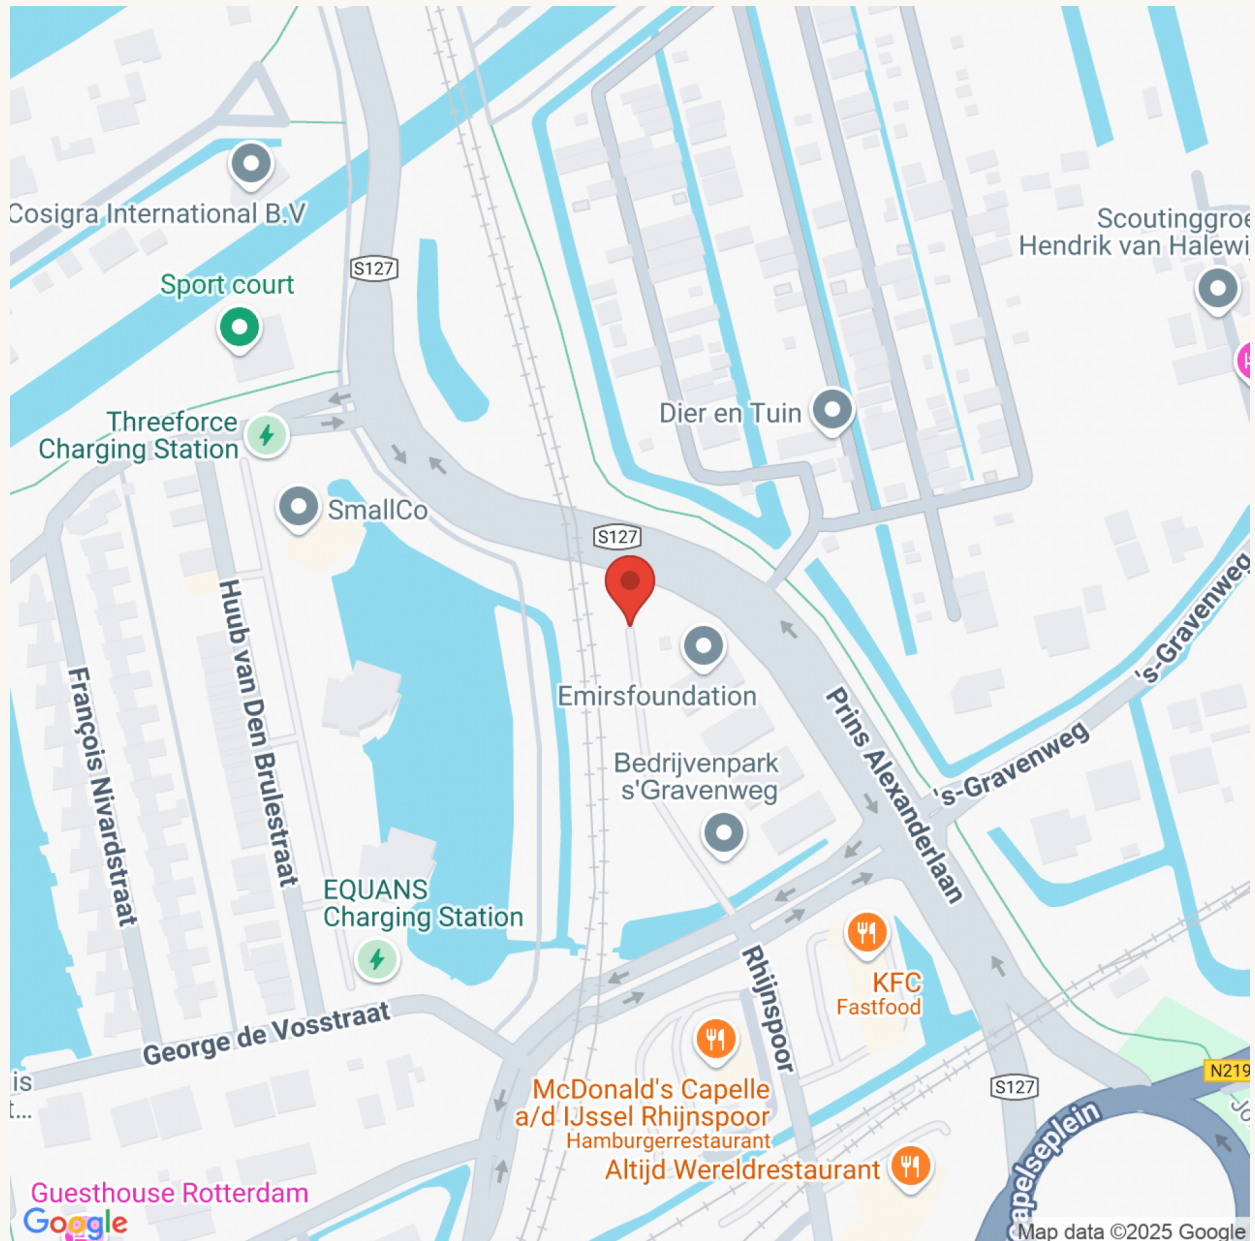 Cosigra International B.V
S127
Scoutinggroe
Hendrik van Halewi
Sport court
Threeforce
Charging Station
Dier en Tuin
SmallCo
S127
Huub van Den Brulestraat
François Nivardstraat
Emirsfoundation
's-Gravenweg
Prins Alexanderlaan
's-Gravenweg
Bedrijvenpark
s'Gravenweg
EQUANS
Charging Station
Rhijnspoor
KFC
Fastfood
George de Vosstraat
McDonald's Capelle
a/d IJssel Rhijnspoor
Hamburgerrestaurant
S127
N219
is
t...
Jo
Altijd Wereldrestaurant
apelseplein
Guesthouse Rotterdam
Google
Map data ©2025 Google